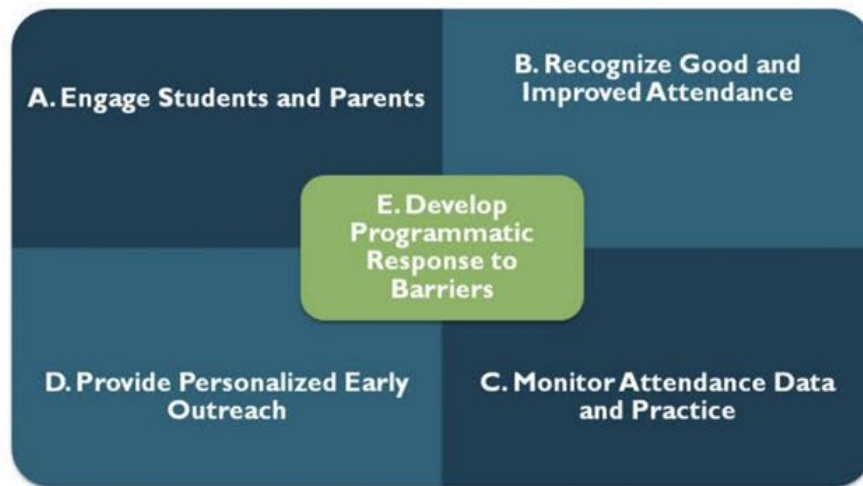 A. Engage Students and Parents
B. Recognize Good and
Improved Attendance
E. Develop
Programmatic
Response to
Barriers
D. Provide Personalized Early
Outreach
C. Monitor Attendance Data
and Practice